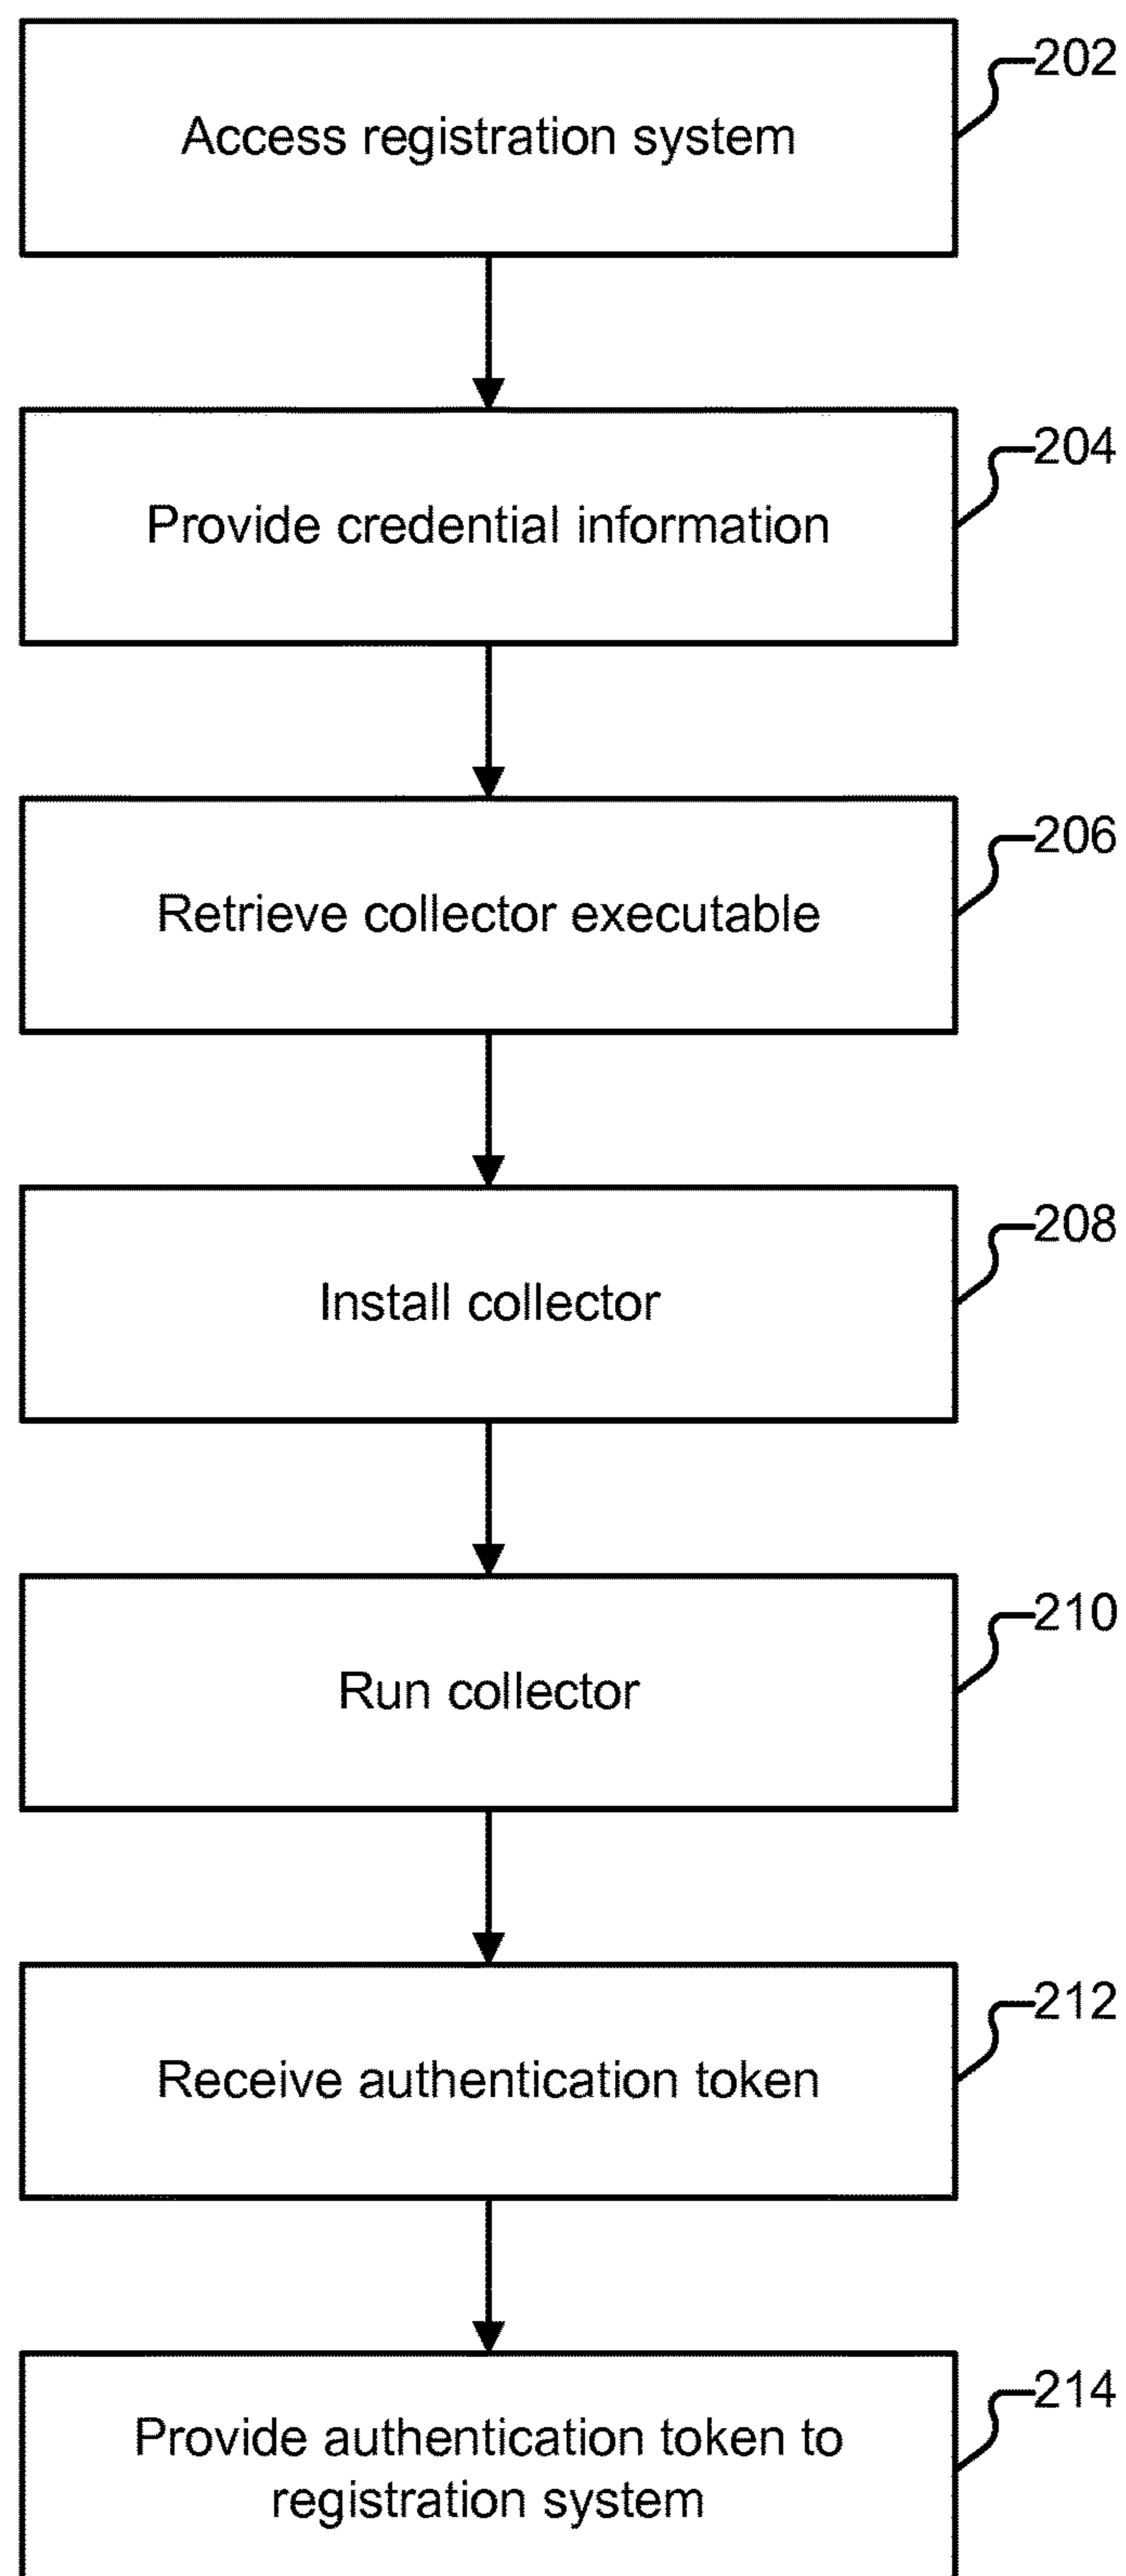 202
Access registration system
204
Provide credential information
206
Retrieve collector executable
208
Install collector
210
Run collector
212
Receive authentication token
214
Provide authentication token to
registration system